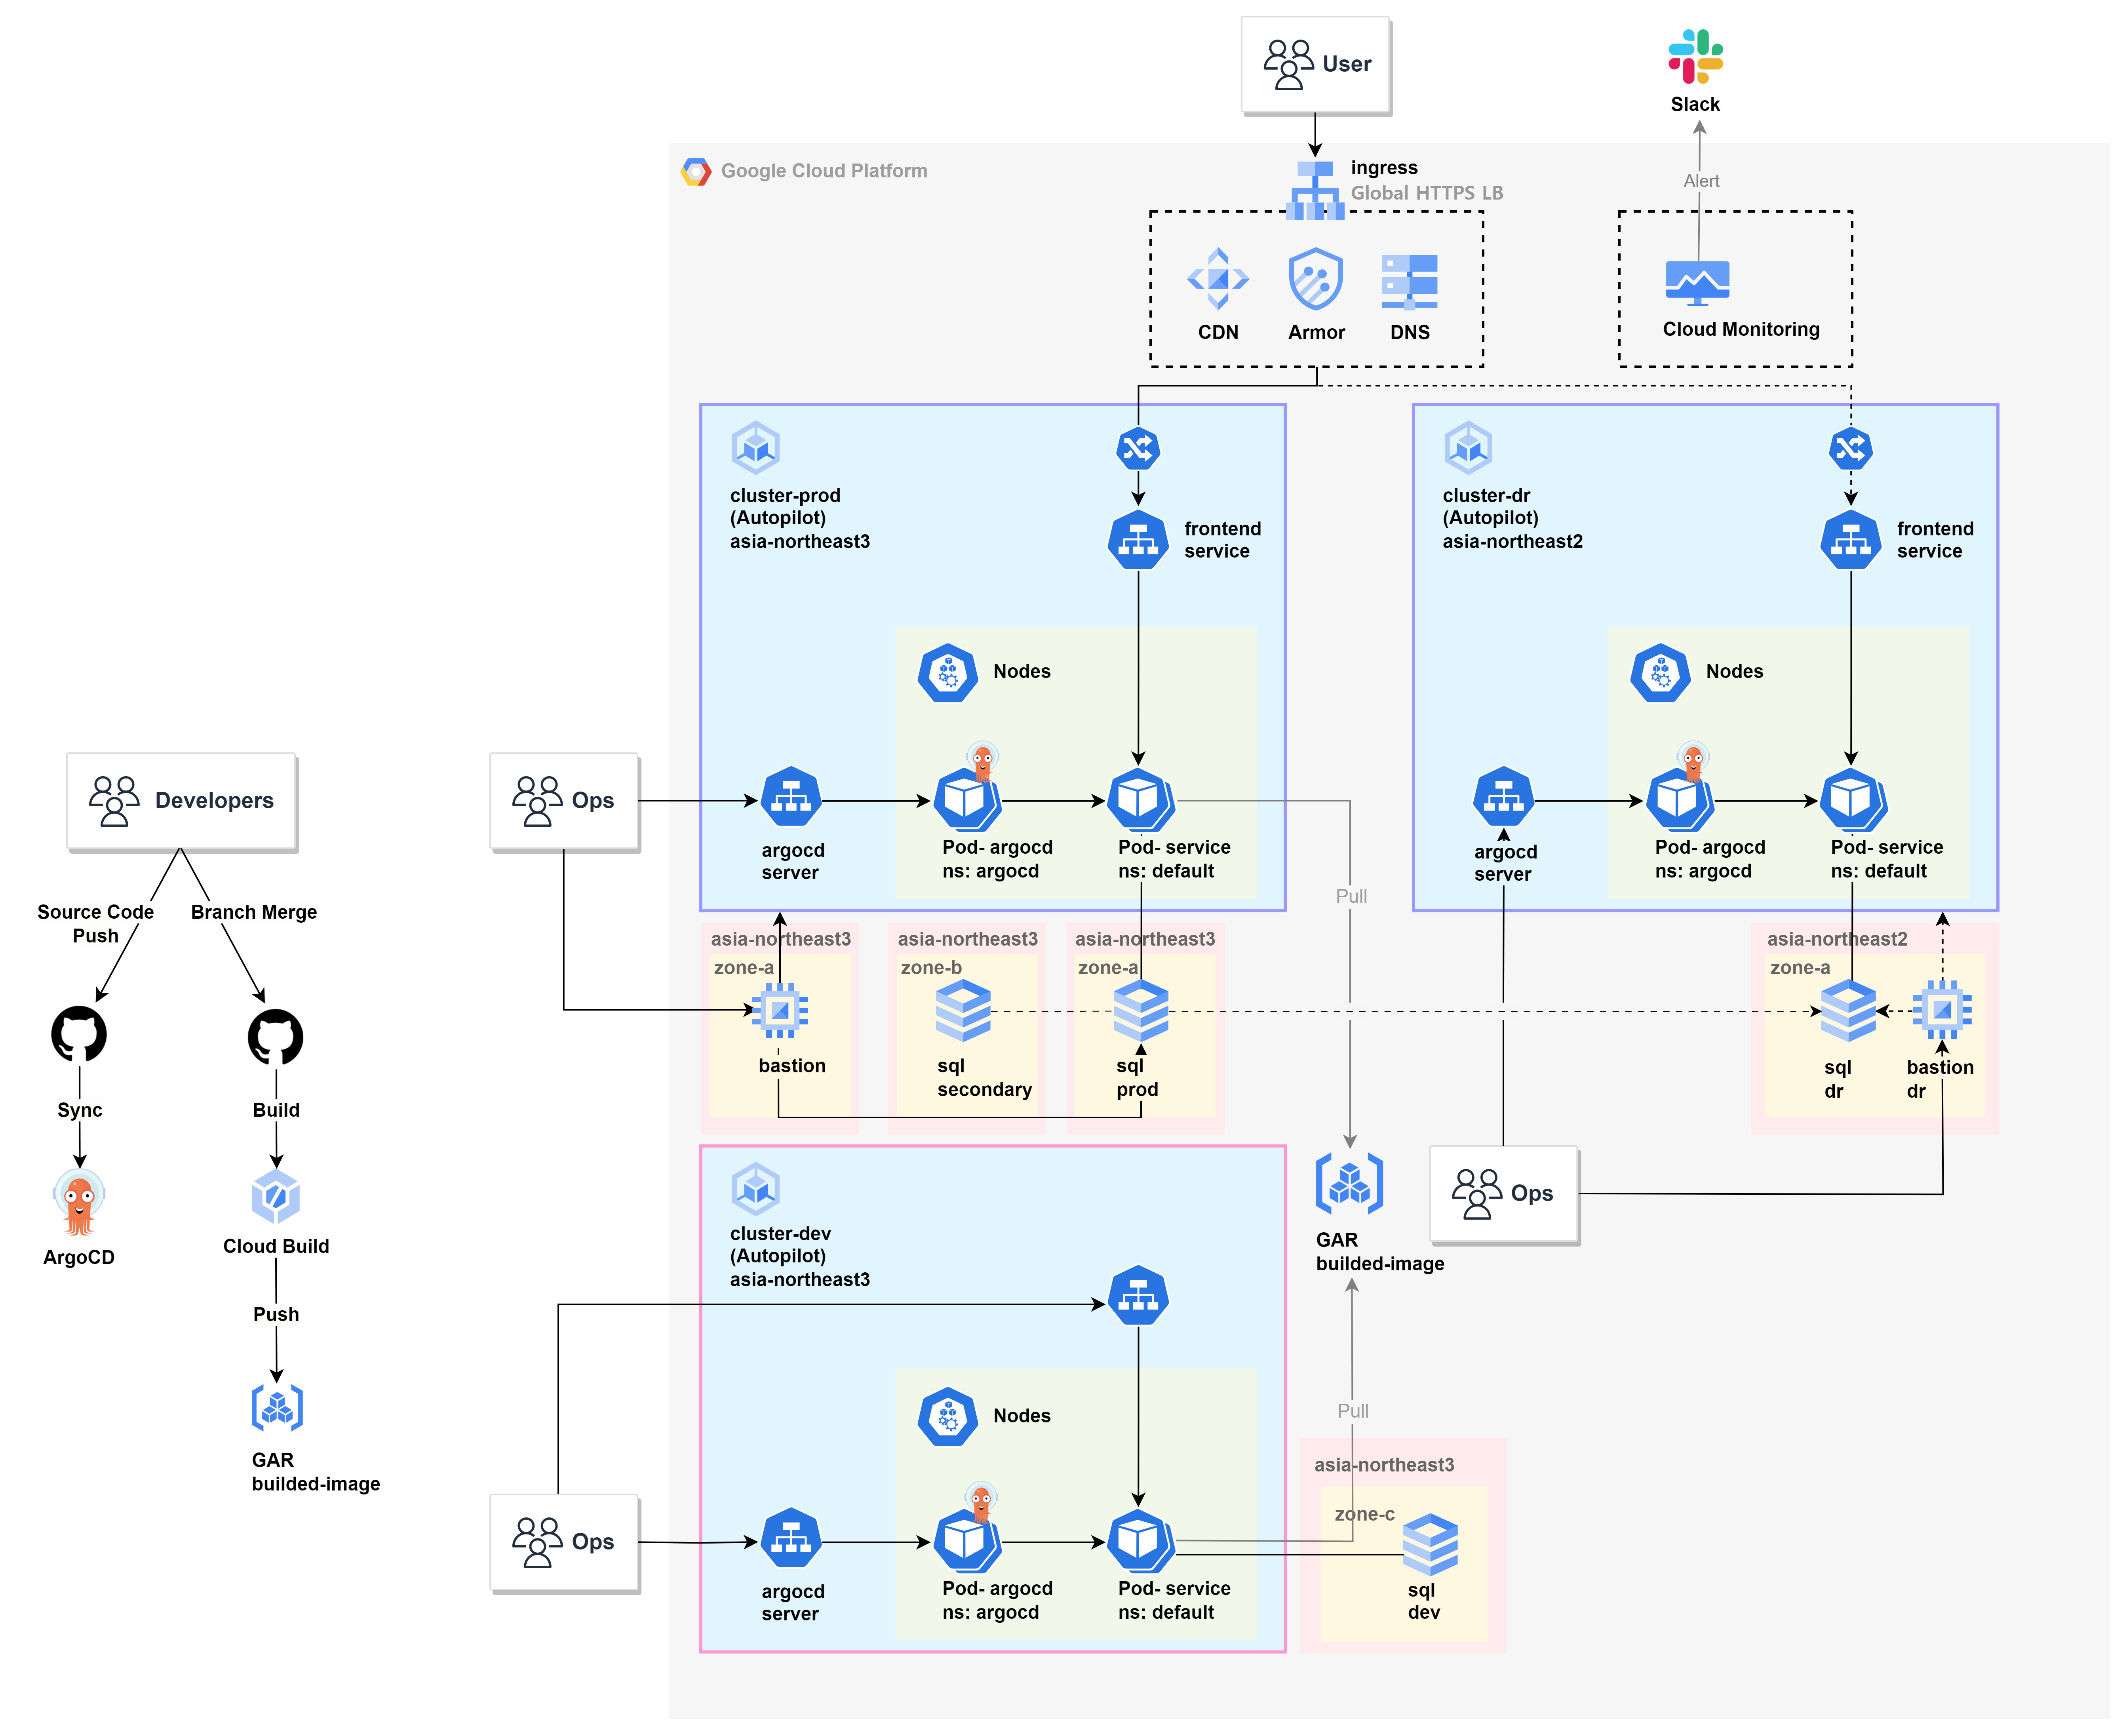 User
Slack
Alert
Google Cloud Platform
ingress
Global HTTPS LB
CDN
Armor
DNS
Cloud Monitoring
cluster-prod
(Autopilot)
asia-northeast3
frontend
service
Nodes
argocd
server
Pod- argocd
ns: argocd
Pod- service
ns: default
cluster-dr
(Autopilot)
asia-northeast2
frontend
service
Nodes
argocd
server
Pod- argocd
ns: argocd
Pod- service
ns: default
Developers
Source Code
Push
Branch Merge
Sync
ArgoCD
Build
Cloud Build
Push
GAR
builded-image
Ops
asia-northeast3
zone-a
bastion
asia-northeast3
zone-b
sql
secondary
asia-northeast3
zone-a
sql
prod
Pull
asia-northeast2
zone-a
sql
dr
bastion
dr
GAR
builded-image
Ops
cluster-dev
(Autopilot)
asia-northeast3
Nodes
Ops
argocd
server
Pod- argocd
ns: argocd
Pod- service
ns: default
Pull
asia-northeast3
zone-c
sql
dev